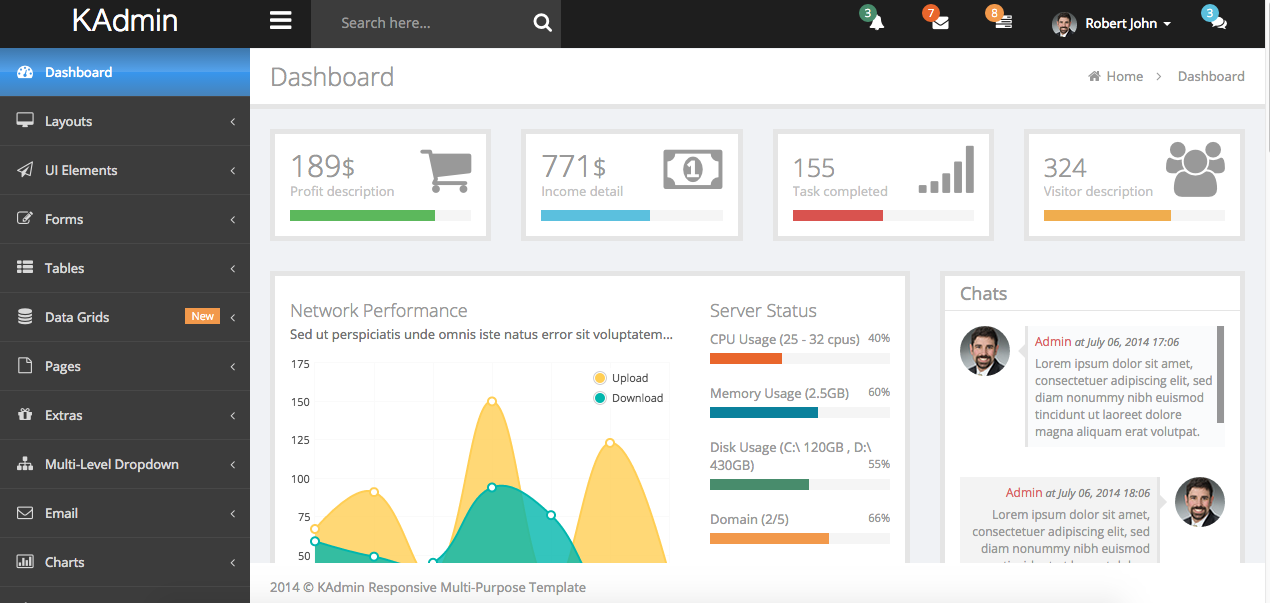 KAdmin
Search here...
3
7
8
Robert John
3
Dashboard
Layouts
UI Elements
Forms
Tables
Data Grids New
Pages
Extras
Multi-Level Dropdown
Email
Charts
Dashboard
Home > Dashboard
189$
Profit description
771$
Income detail
1
155
Task completed
324
Visitor description
Network Performance
Sed ut perspiciatis unde omnis iste natus error sit voluptatem...
175
150
125
100
75
50
Upload
Download
Server Status
CPU Usage (25 - 32 cpus) 40%
Memory Usage (2.5GB) 60%
Disk Usage (C:\ 120GB , D:\
430GB) 55%
Domain (2/5) 66%
Chats
Admin at July 06, 2014 17:06
Lorem ipsum dolor sit amet,
consectetuer adipiscing elit, sed
diam nonummy nibh euismod
tincidunt ut laoreet dolore
magna aliquam erat volutpat.
Admin at July 06, 2014 18:06
Lorem ipsum dolor sit amet,
consectetuer adipiscing elit, sed
diam nonummy nibh euismod
2014 © KAdmin Responsive Multi-Purpose Template